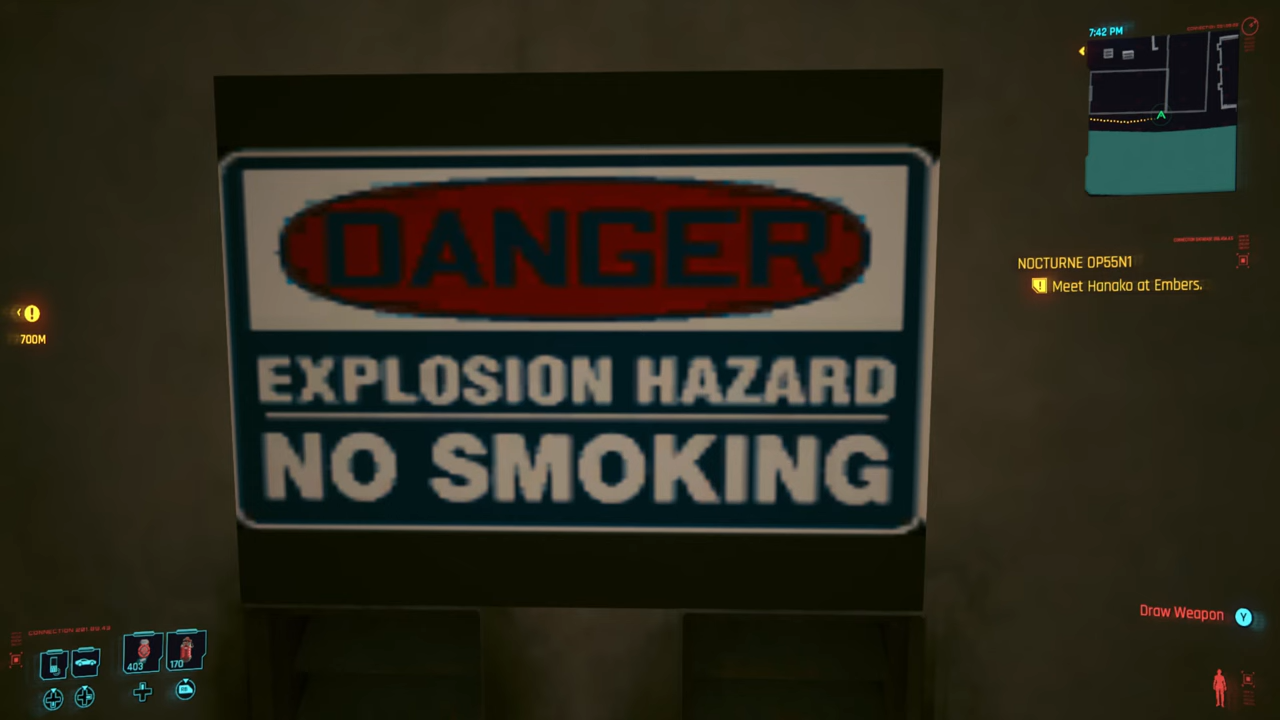 7:42 PM
DANGER
EXPLOSION HAZARD
NO SMOKING
NOCTURNE OP55N1
Meet Hanako at Embers.
700M
Draw Weapon
Y
403
170